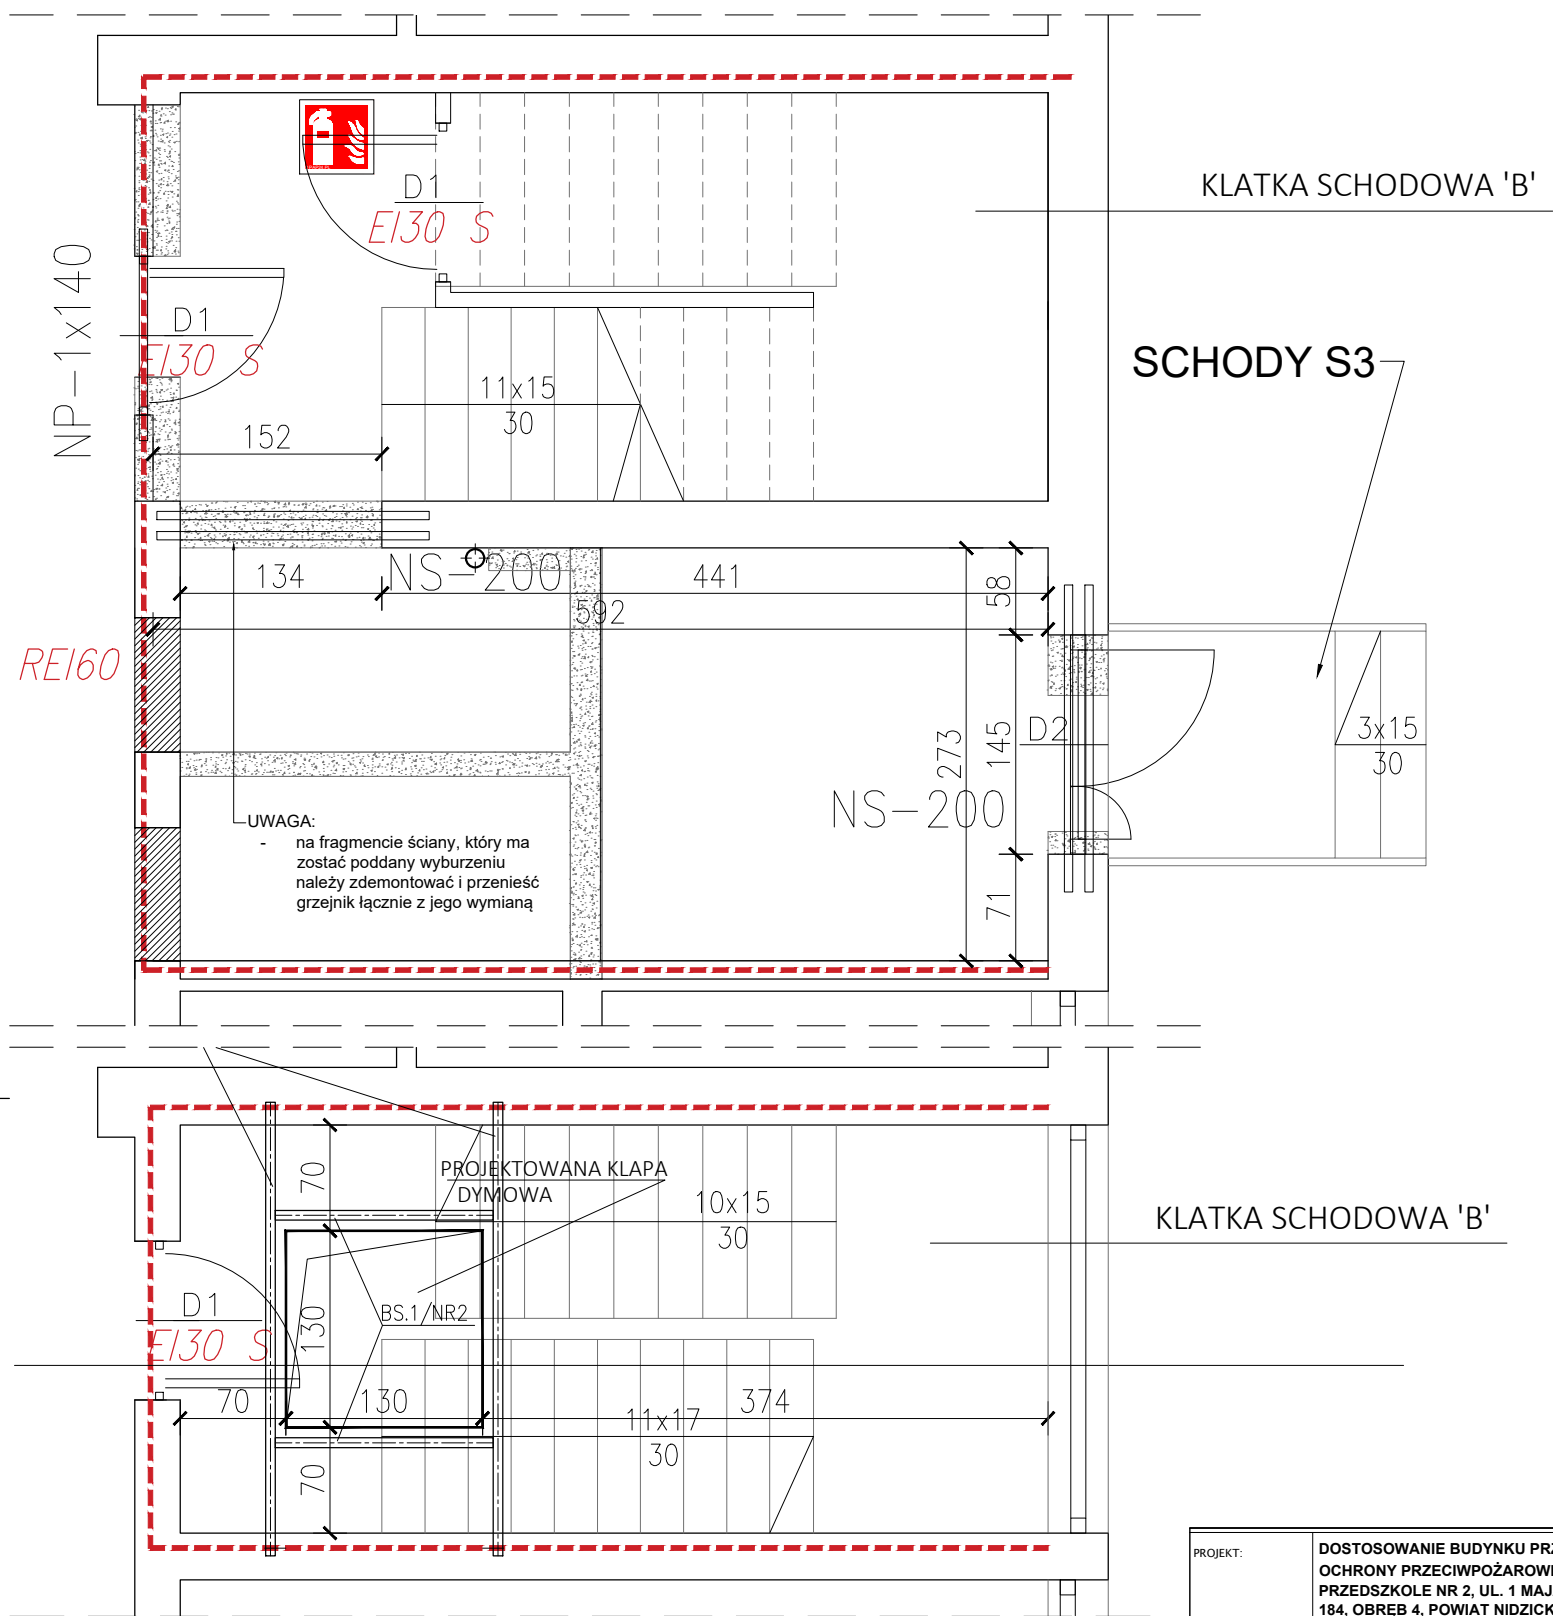 KLATKA SCHODOWA 'B'
D1
EI30 S
NP-1x140
D1
EI30 S
SCHODY S3
11x15
30
152
NS-200
134
441
592
58
REI60
D2
145
273
3x15
30
NS-200
71
UWAGA:
- na fragmencie ściany, który ma
zostać poddany wyburzeniu
należy zdemontować i przenieść
grzejnik łącznie z jego wymianą
70
PROJEKTOWANA KLAPA
DYMOWA
10x15
30
KLATKA SCHODOWA 'B'
D1
EI30 S
130
BS.1/NR2
70
130
374
11x17
30
70
PROJEKT:
DOSTOSOWANIE BUDYNKU
OCHRONY
PRZEDSZKOLE NR 2, UL. 1
184, OBRĘB 4, POWIAT